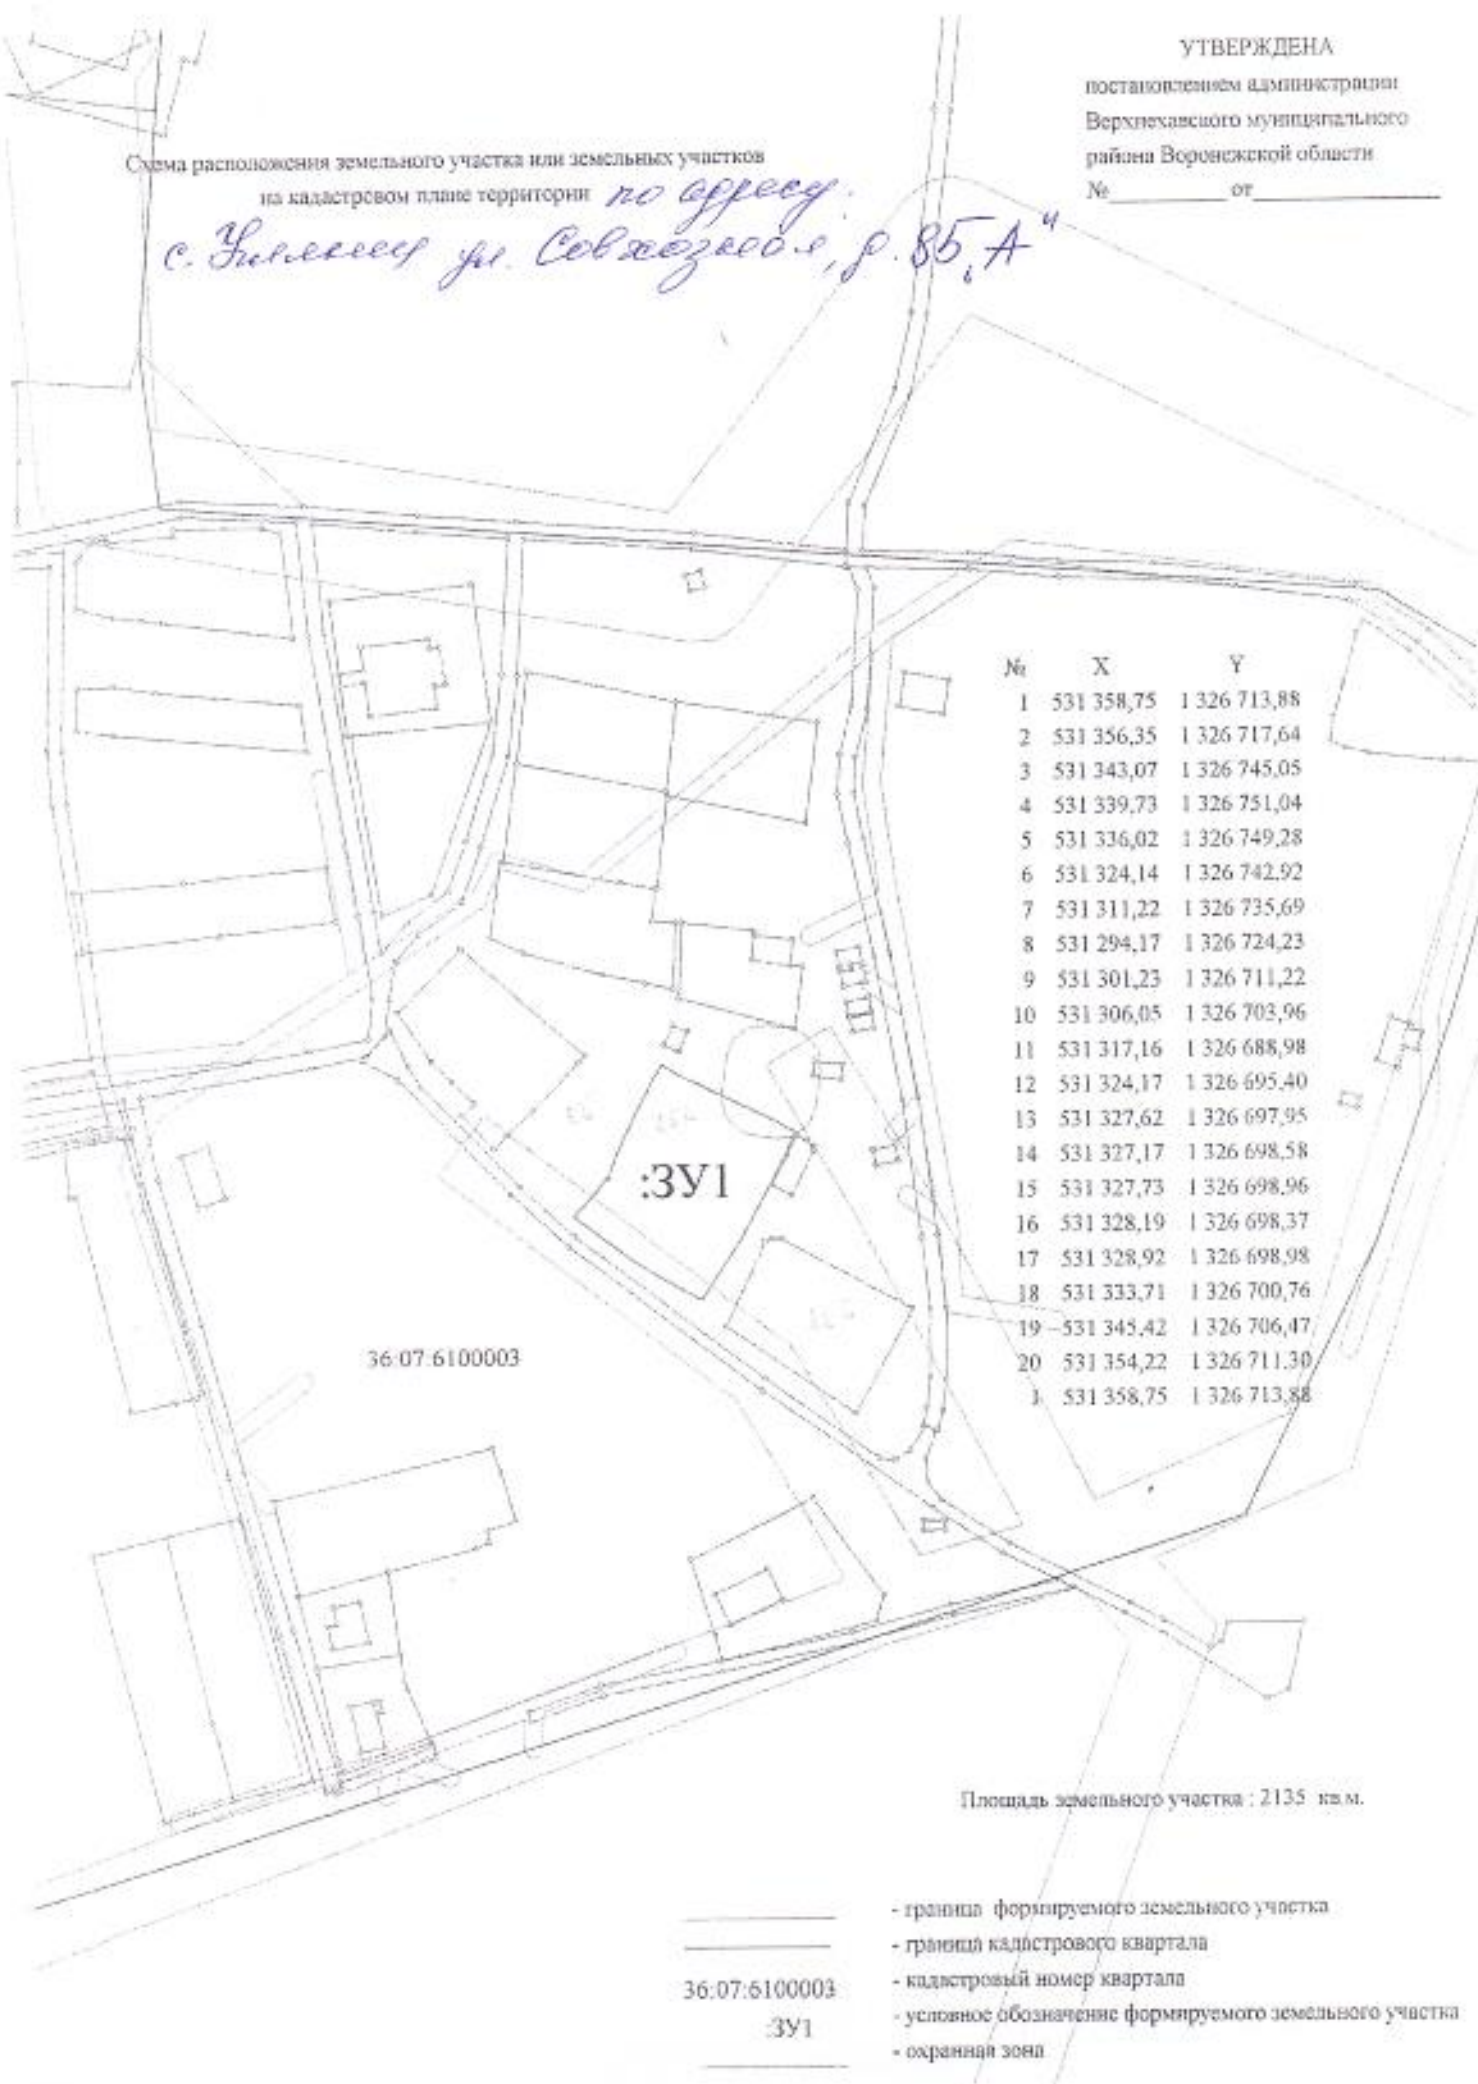 УТВЕРЖДЕНА
постановлением администрации
Верхнехавского муниципального
района Воронежской области
№ от
Схема расположения земельного участка или земельных участков
на кадастровом плане территории по адресу:
с. ул. Совхозная, д. 85 „А"
№ X Y
1 531 358,75 1 326 713,88
2 531 356,35 1 326 717,64
3 531 343,07 1 326 745,05
4 531 339,73 1 326 751,04
5 531 336,02 1 326 749,28
6 531 324,14 1 326 742,92
7 531 311,22 1 326 735,69
8 531 294,17 1 326 724,23
9 531 301,23 1 326 711,22
10 531 306,05 1 326 703,96
11 531 317,16 1 326 688,98
12 531 324,17 1 326 695,40
13 531 327,62 1 326 697,95
14 531 327,17 1 326 698,58
15 531 327,73 1 326 698,96
16 531 328,19 1 326 698,37
17 531 328,92 1 326 698,98
18 531 333,71 1 326 700,76
19 531 345,42 1 326 706,47
20 531 354,22 1 326 711,30
1 531 358,75 1 326 713,88
:ЗУ1
36:07:6100003
Площадь земельного участка : 2135 кв.м.
- граница формируемого земельного участка
- граница кадастрового квартала
36:07:6100003 - кадастровый номер квартала
:ЗУ1 - условное обозначение формируемого земельного участка
- охранная зона